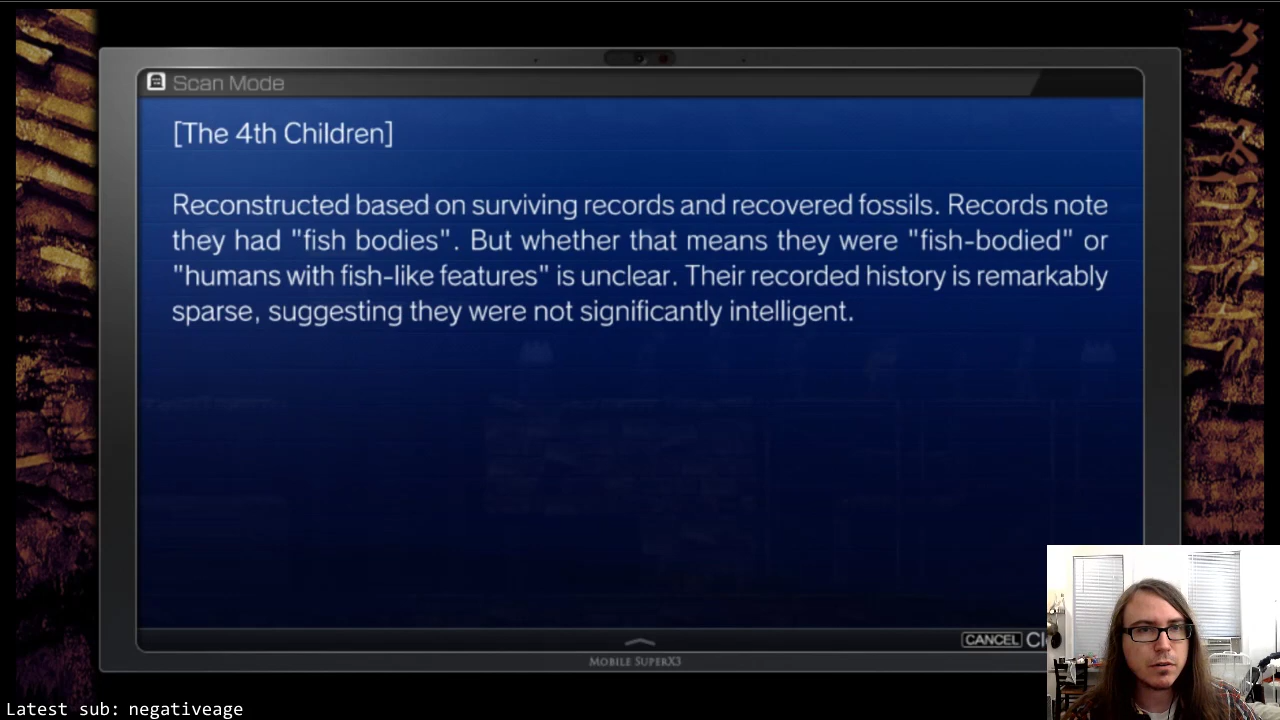 Scan Mode
[The 4th Children]
Reconstructed based on surviving records and recovered fossils. Records note
they had "fish bodies". But whether that means they were "fish-bodied" or
"humans with fish-like features" is unclear. Their recorded history is remarkably
sparse, suggesting they were not significantly intelligent.
CANCEL
MOBILE SUPERX3
Latest sub: negativeage